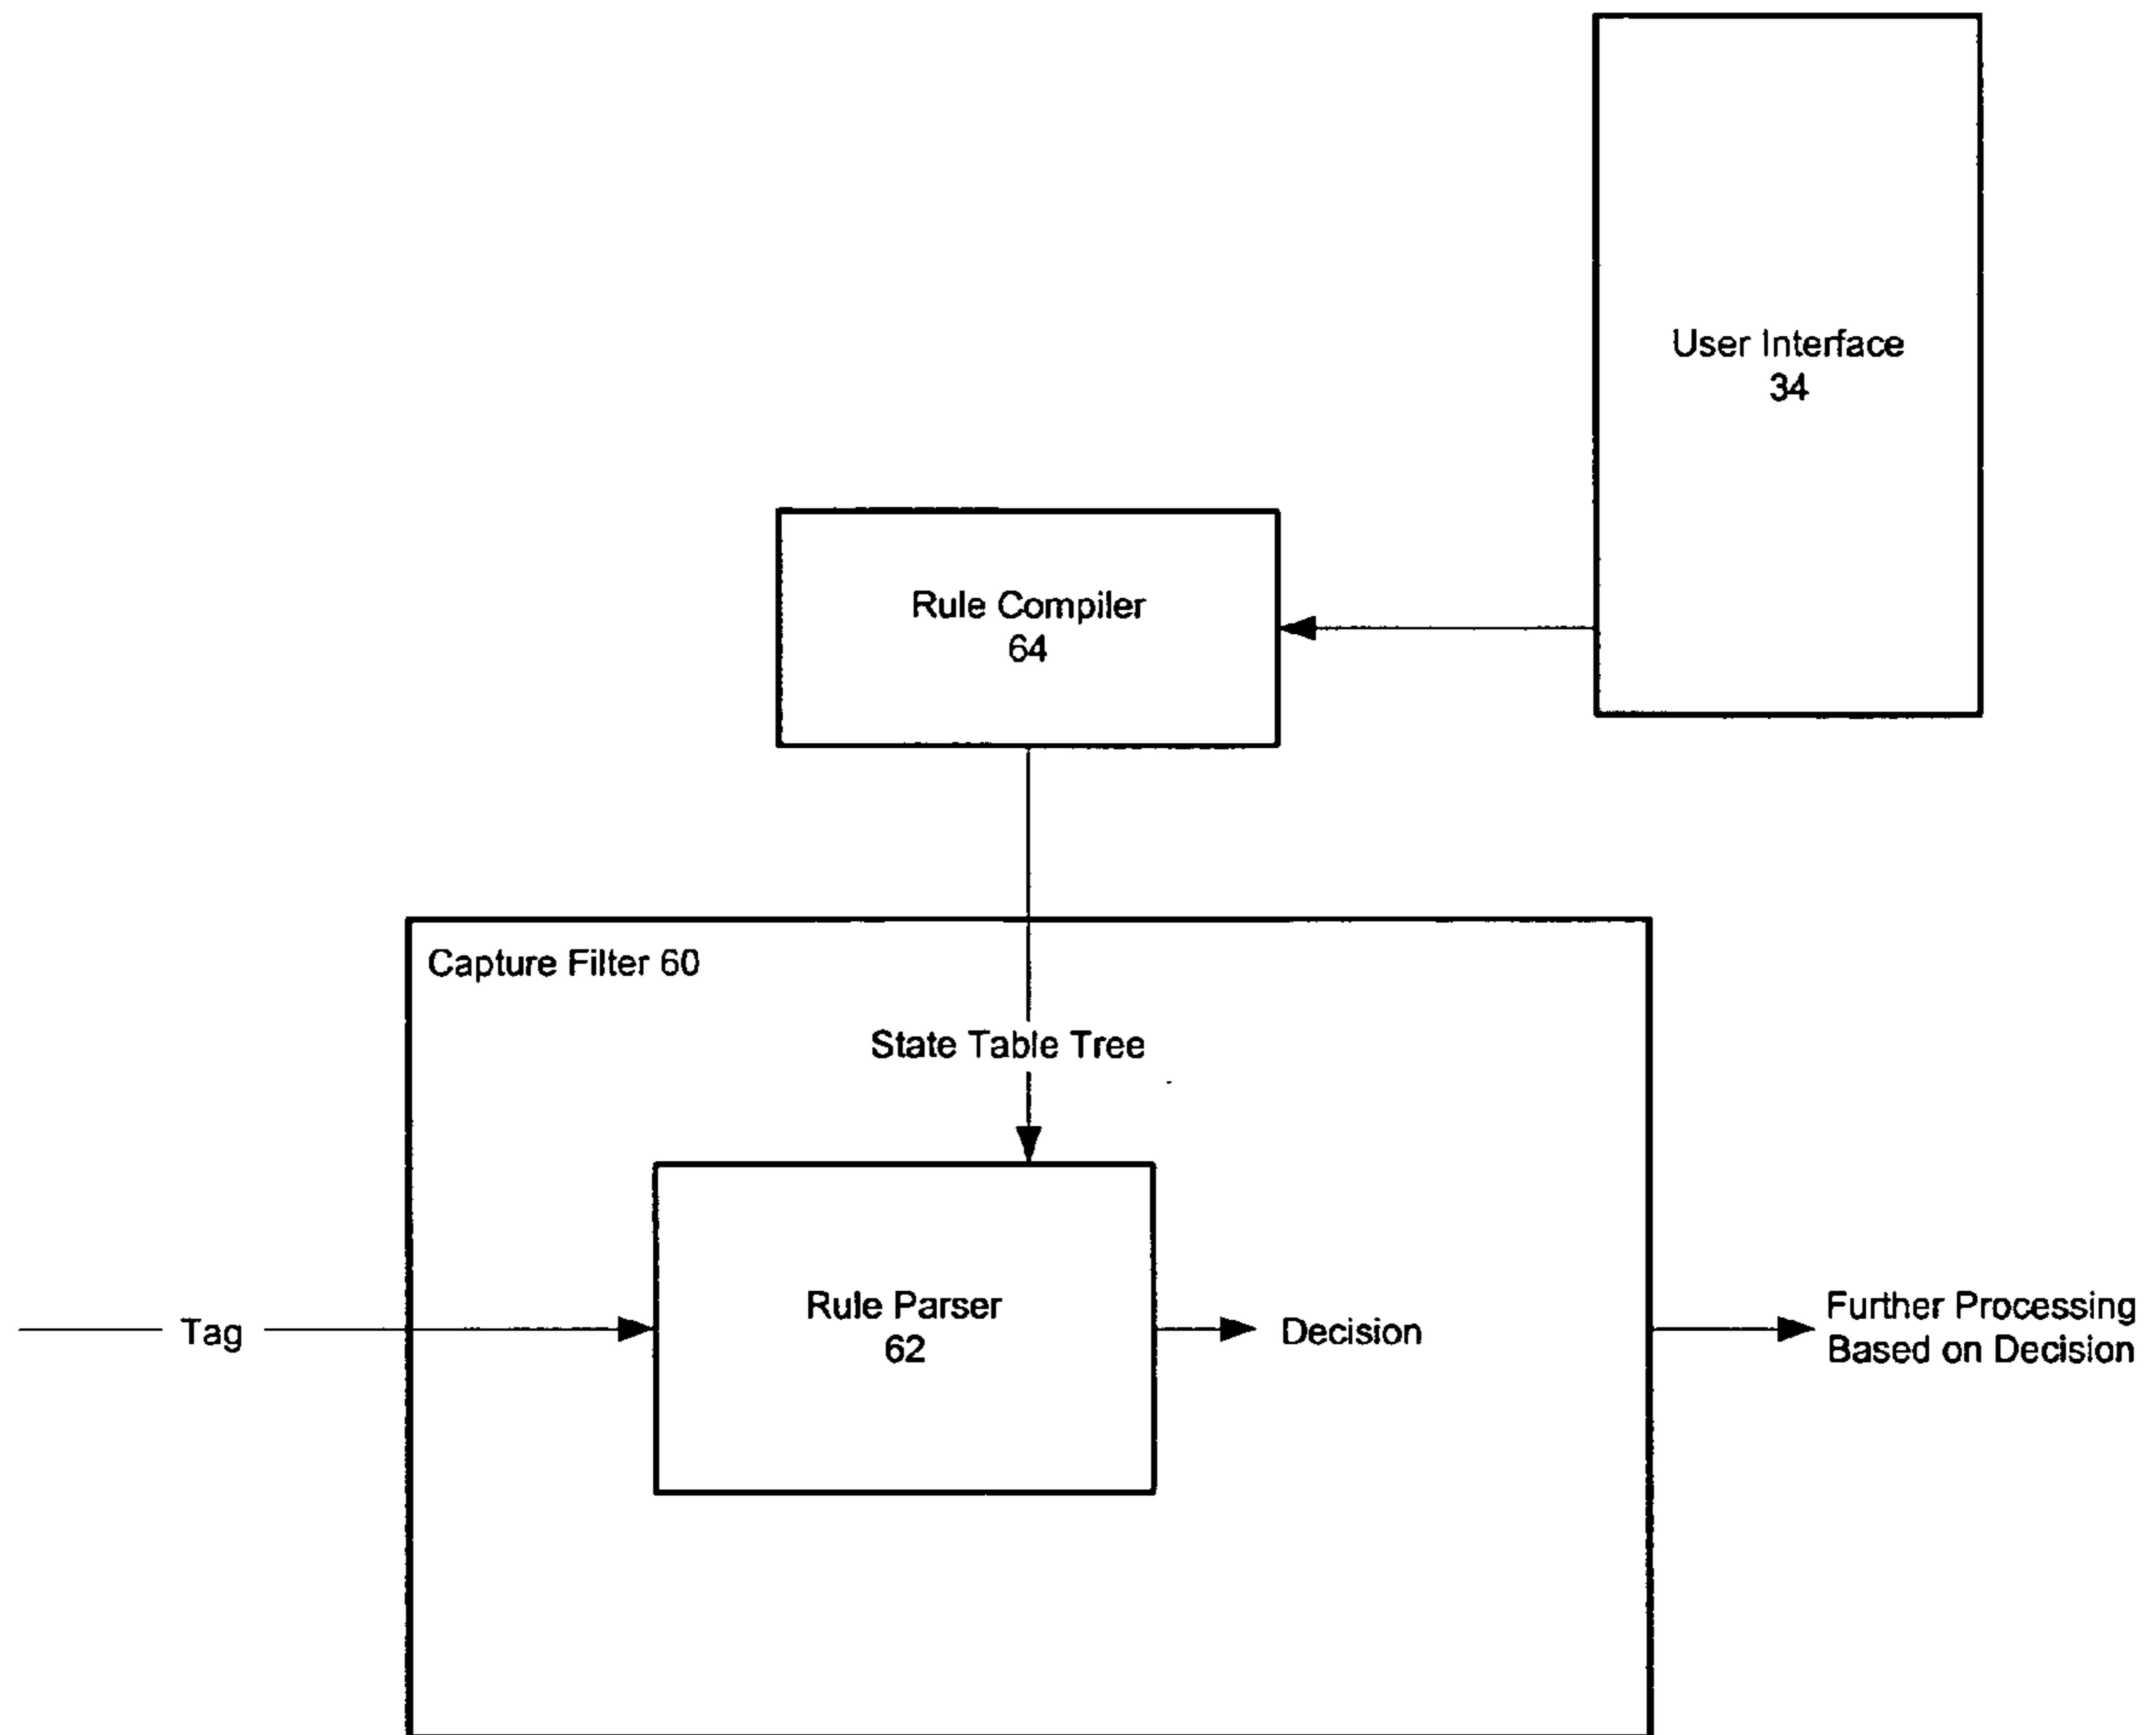 User Interface
34
Rule Compiler
64
Capture Filter 60
State Table Tree
Tag
Rule Parser
62
Decision
Further Processing
Based on Decision